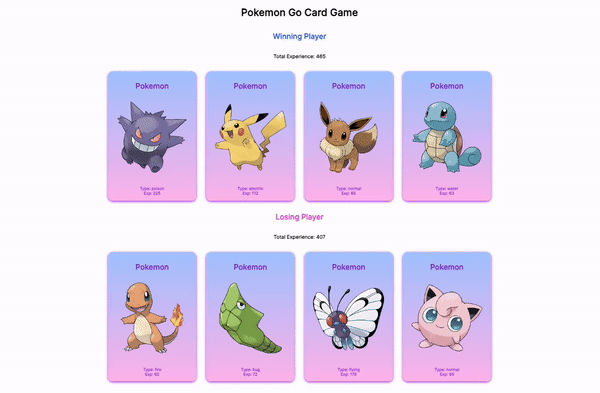 Pokemon Go Card Game
Winning Player
Total Experience: 465
Pokemon
Type: poison
Exp: 225
Pokemon
Type: electric
Exp: 112
Pokemon
Type: normal
Exp: 65
Pokemon
Type: water
Exp: 63
Losing Player
Total Experience: 407
Pokemon
Type: fire
Exp: 62
Pokemon
Type: bug
Exp: 72
Pokemon
Type: flying
Exp: 178
Pokemon
Type: normal
Exp: 95